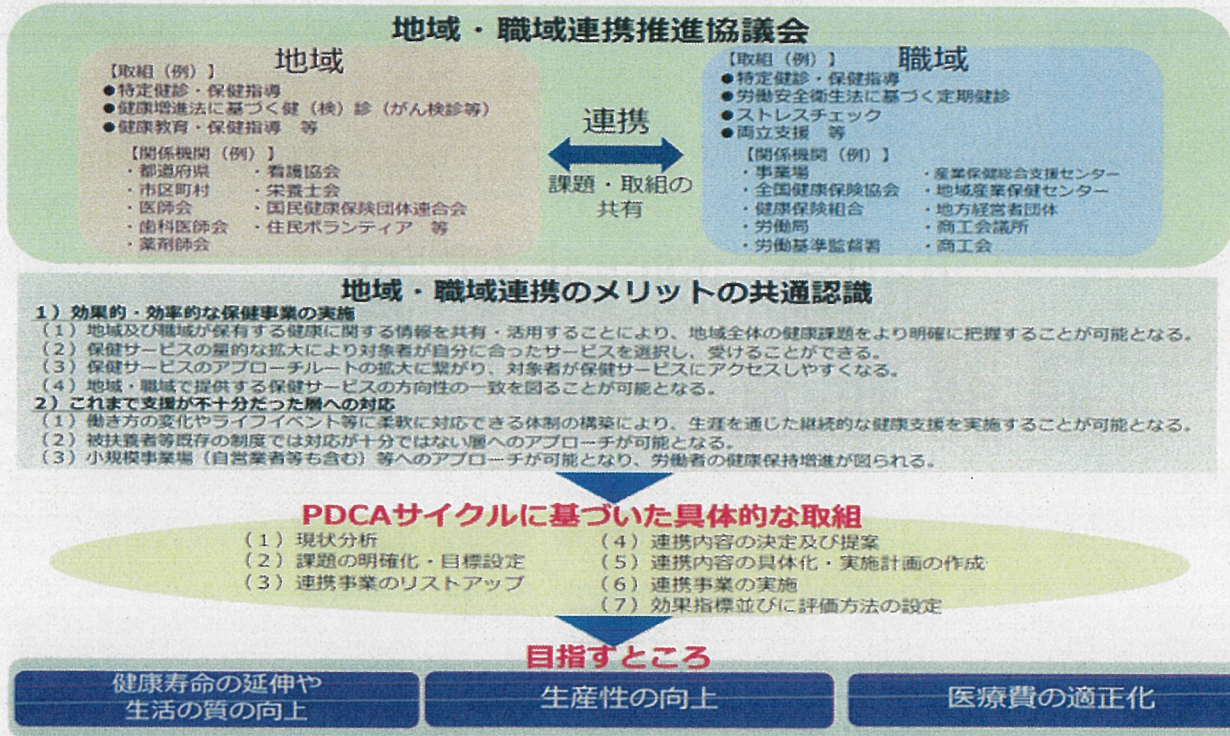 地域・職域連携推進協議会
地域
【取組（例）】
●特定健診・保健指導
●健康増進法に基づく健（検）診（がん検診等）
●健康教育・保健指導　等
【関係機関（例）】
・都道府県　・看護協会
・市区町村　・栄養士会
・医師会　・国民健康保険団体連合会
・歯科医師会　・住民ボランティア　等
・薬剤師会
連携
課題・取組の
共有
職域
【取組（例）】
●特定健診・保健指導
●労働安全衛生法に基づく定期健診
●ストレスチェック
●両立支援　等
【関係機関（例）】
・事業場　・産業保健総合支援センター
・全国健康保険協会　・地域産業保健センター
・健康保険組合　・地方経営者団体
・労働局　・商工会議所
・労働基準監督署　・商工会
地域・職域連携のメリットの共通認識
１）効果的・効率的な保健事業の実施
（１）地域及び職域が保有する健康に関する情報を共有・活用することにより、地域全体の健康課題をより明確に把握することが可能となる。
（２）保健サービスの量的な拡大により対象者が自分に合ったサービスを選択し、受けることができる。
（３）保健サービスのアプローチルートの拡大に繋がり、対象者が保健サービスにアクセスしやすくなる。
（４）地域・職域で提供する保健サービスの方向性の一致を図ることが可能となる。
２）これまで支援が不十分だった層への対応
（１）働き方の変化やライフイベント等に柔軟に対応できる体制の構築により、生涯を通じた継続的な健康支援を実施することが可能となる。
（２）被扶養者等既存の制度では対応が十分ではない層へのアプローチが可能となる。
（３）小規模事業場（自営業者等も含む）等へのアプローチが可能となり、労働者の健康保持増進が図られる。
PDCAサイクルに基づいた具体的な取組
（１）現状分析
（２）課題の明確化・目標設定
（３）連携事業のリストアップ
（４）連携内容の決定及び提案
（５）連携内容の具体化・実施計画の作成
（６）連携事業の実施
（７）効果指標並びに評価方法の設定
目指すところ
健康寿命の延伸や
生活の質の向上
生産性の向上
医療費の適正化